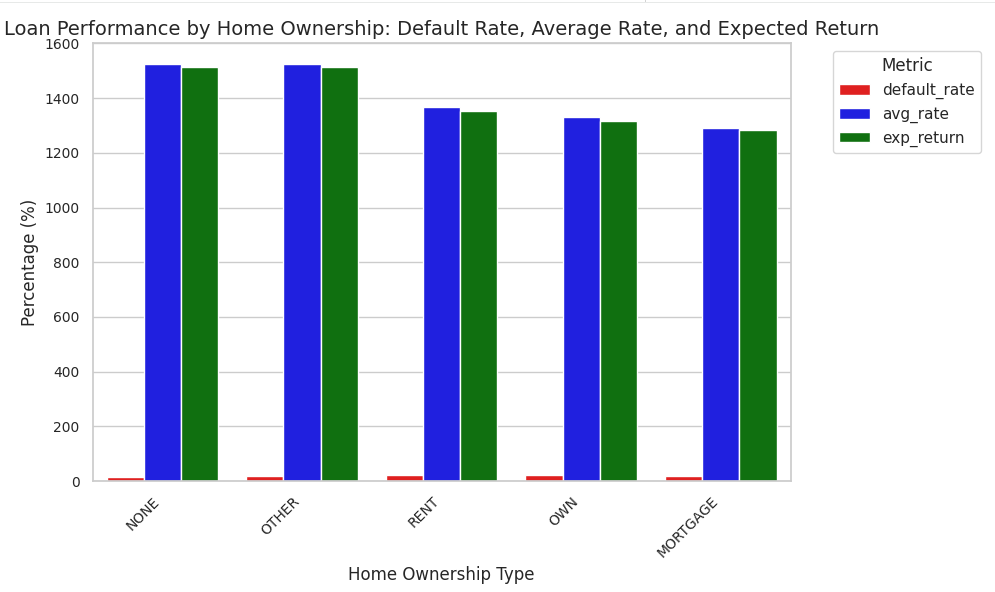 Loan Performance by Home Ownership: Default Rate, Average Rate, and Expected Return
Metric
default_rate
avg_rate
exp_return
Percentage (%)
1600
1400
1200
1000
800
600
400
200
0
NONE
OTHER
RENT
OWN
MORTGAGE
Home Ownership Type